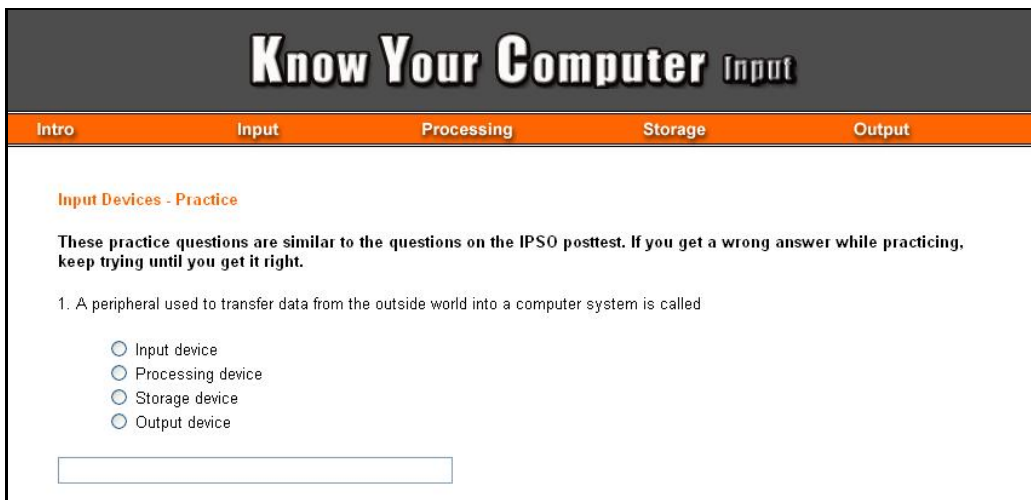 Know Your Computer Input
Intro Input Processing Storage Output
Input Devices - Practice
These practice questions are similar to the questions on the IPSO posttest. If you get a wrong answer while practicing,
keep trying until you get it right.
1. A peripheral used to transfer data from the outside world into a computer system is called
Input device
Processing device
Storage device
Output device